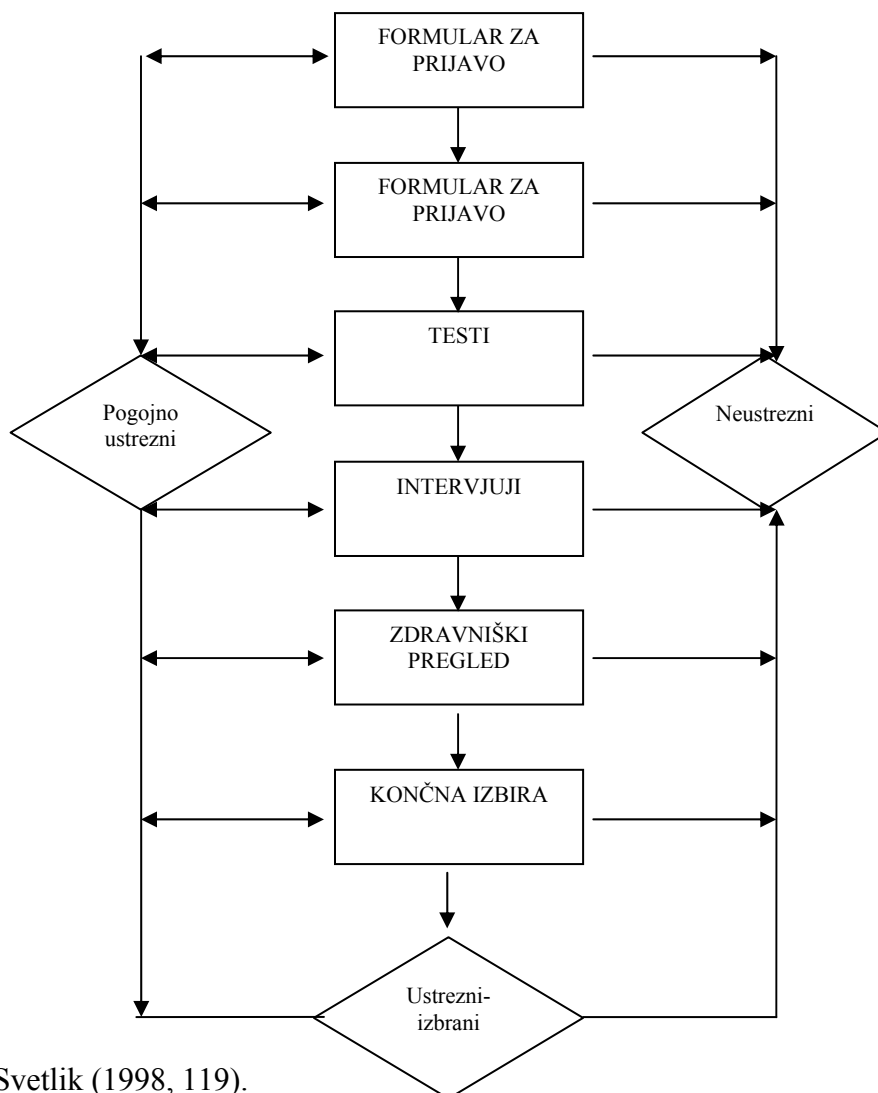 FORMULAR ZA
PRIJAVO
FORMULAR ZA
PRIJAVO
TESTI
Pogojno
ustrezni
Neustrezni
INTERVJUJI
ZDRAVNIŠKI
PREGLED
KONČNA IZBIRA
Ustrezni-
izbrani
Svetlik (1998, 119).